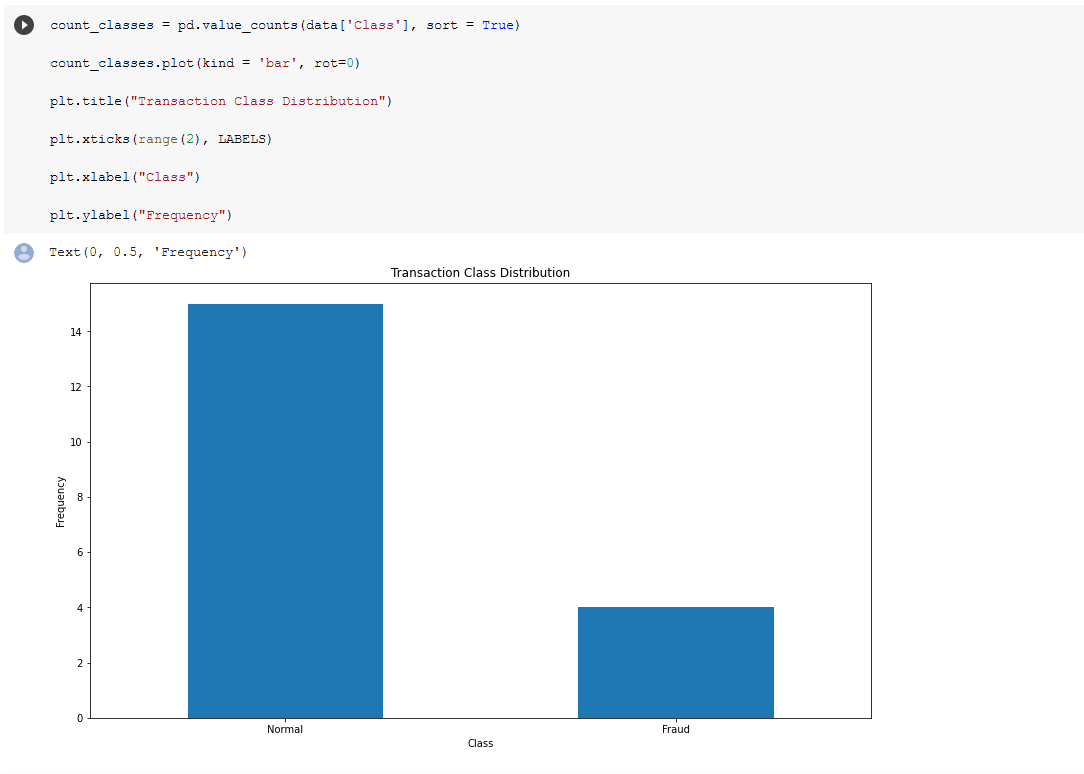 count_classes = pd.value_counts(data['Class'], sort = True)
count_classes.plot(kind = 'bar', rot=0)
plt.title("Transaction Class Distribution")
plt.xticks(range(2), LABELS)
plt.xlabel("Class")
plt.ylabel("Frequency")
Text(0, 0.5, 'Frequency')
Transaction Class Distribution
14
12
10
8
6
4
2
0
Frequency
Normal
Fraud
Class